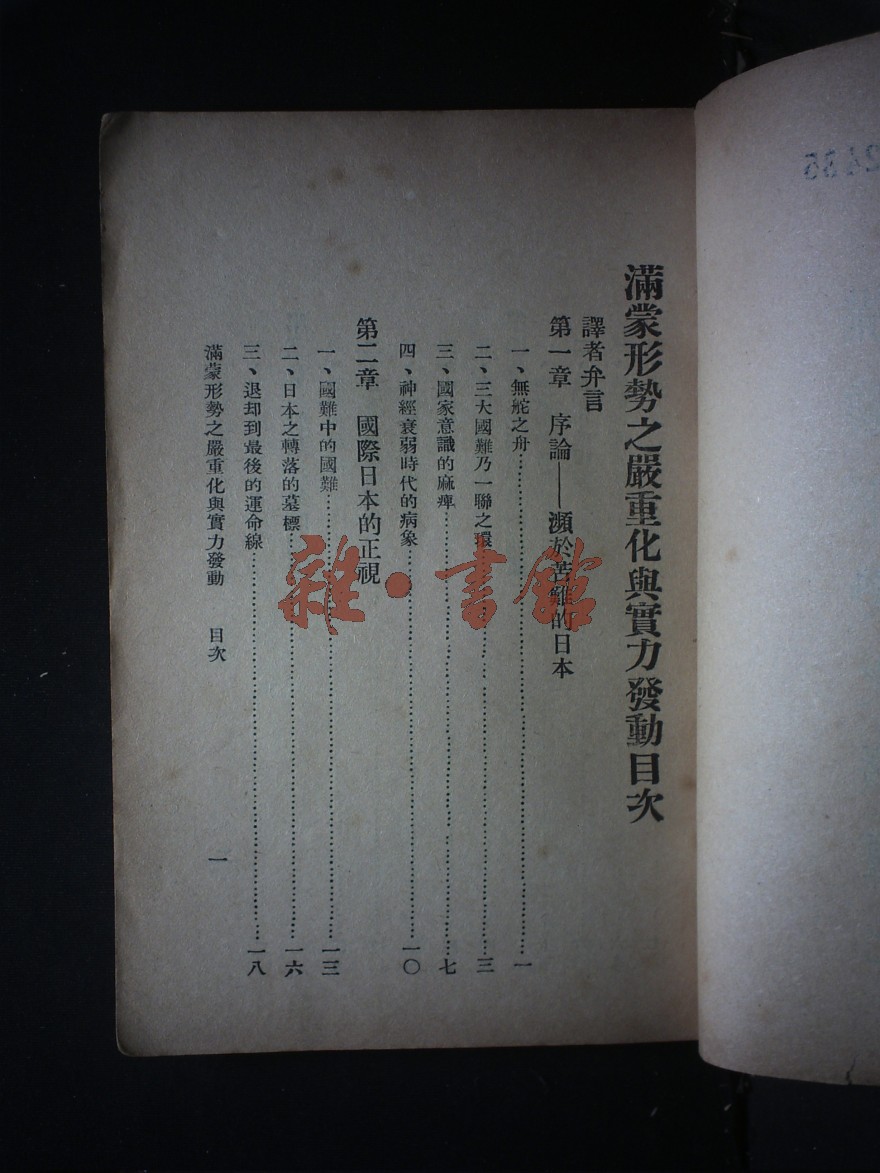 滿蒙形勢之嚴重化與實力發動目次
譯者弁言
第一章 序論——瀕於苦難的日本
一、無舵之舟…………一
二、三大國難乃一聯之環…………三
三、國家意識的麻痺…………七
四、神經衰弱時代的病象…………一〇
第二章 國際日本的正視
一、國難中的國難…………一三
二、日本之轉落的墓標…………一六
三、退却到最後的運命線…………一八
滿蒙形勢之嚴重化與實力發動 目次
一
雜·書館
2435